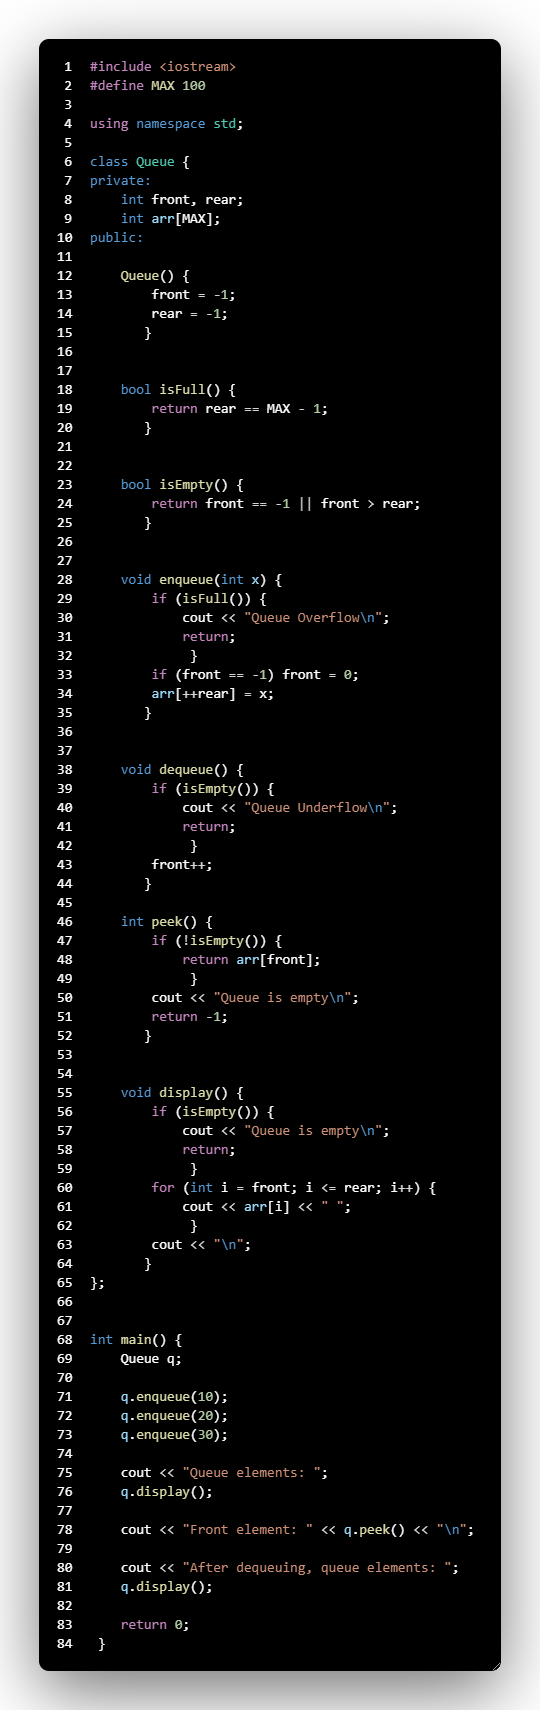 1 #include <iostream>
2 #define MAX 100
3
4 using namespace std;
5
6 class Queue {
7 private:
8     int front, rear;
9     int arr[MAX];
10 public:
11
12     Queue() {
13         front = -1;
14         rear = -1;
15        }
16
17
18     bool isFull() {
19         return rear == MAX - 1;
20        }
21
22
23     bool isEmpty() {
24         return front == -1 || front > rear;
25        }
26
27
28     void enqueue(int x) {
29         if (isFull()) {
30             cout << "Queue Overflow\n";
31             return;
32              }
33         if (front == -1) front = 0;
34         arr[++rear] = x;
35        }
36
37
38     void dequeue() {
39         if (isEmpty()) {
40             cout << "Queue Underflow\n";
41             return;
42              }
43         front++;
44        }
45
46     int peek() {
47         if (!isEmpty()) {
48             return arr[front];
49              }
50         cout << "Queue is empty\n";
51         return -1;
52        }
53
54
55     void display() {
56         if (isEmpty()) {
57             cout << "Queue is empty\n";
58             return;
59              }
60         for (int i = front; i <= rear; i++) {
61             cout << arr[i] << " ";
62              }
63         cout << "\n";
64        }
65 };
66
67
68 int main() {
69     Queue q;
70
71     q.enqueue(10);
72     q.enqueue(20);
73     q.enqueue(30);
74
75     cout << "Queue elements: ";
76     q.display();
77
78     cout << "Front element: " << q.peek() << "\n";
79
80     cout << "After dequeuing, queue elements: ";
81     q.display();
82
83     return 0;
84  }